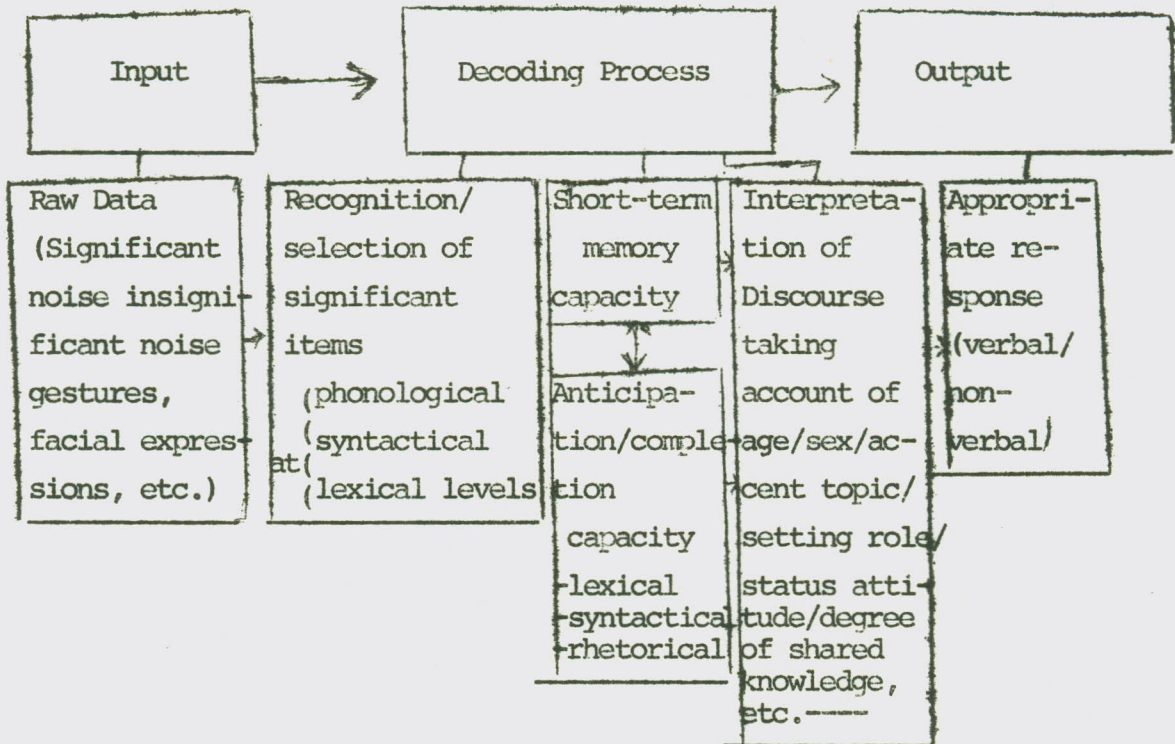 Input
Decoding Process
Output
Raw Data
(Significant
noise insigni-
ficant noise
gestures,
facial expres-
sions, etc.)
Recognition/
selection of
significant
items
(phonological
(syntactical
at(
(lexical levels
Short-term
memory
capacity
Anticipa-
tion/comple-
tion
capacity
-lexical
-syntactical
-rhetorical
Interpreta-
tion of
Discourse
taking
account of
age/sex/ac-
cent topic/
setting role/
status atti-
tude/degree
of shared
knowledge,
etc.----
Appropri-
ate re-
sponse
(verbal/
non-
verbal/